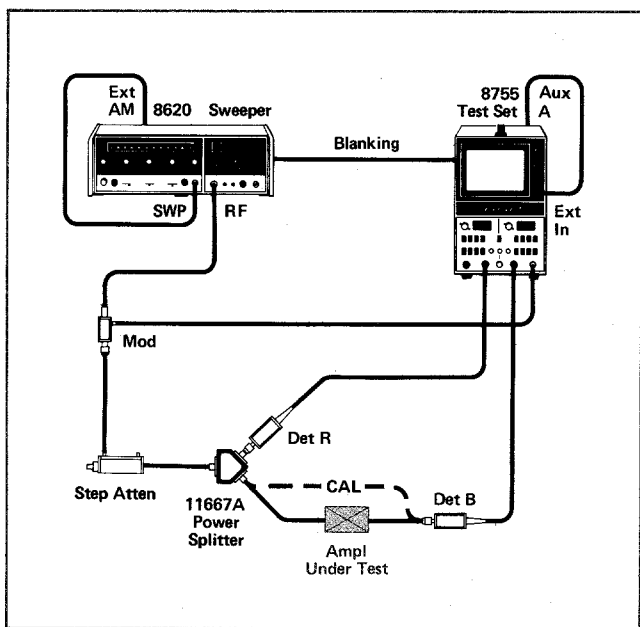 Ext
AM
8620 Sweeper
8755
Test Set
Aux
A
Blanking
SWP
RF
Ext
In
Mod
Det R
Step Atten
CAL
Det B
11667A
Power
Splitter
Ampl
Under Test